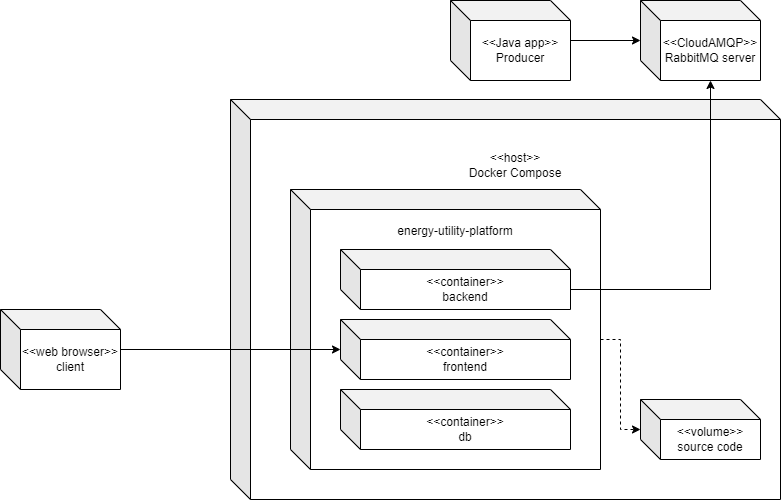 <<Java app>>
Producer
<<CloudAMQP>>
RabbitMQ server
<<host>>
Docker Compose
energy-utility-platform
<<container>>
backend
<<web browser>>
client
<<container>>
frontend
<<container>>
db
<<volume>>
source code